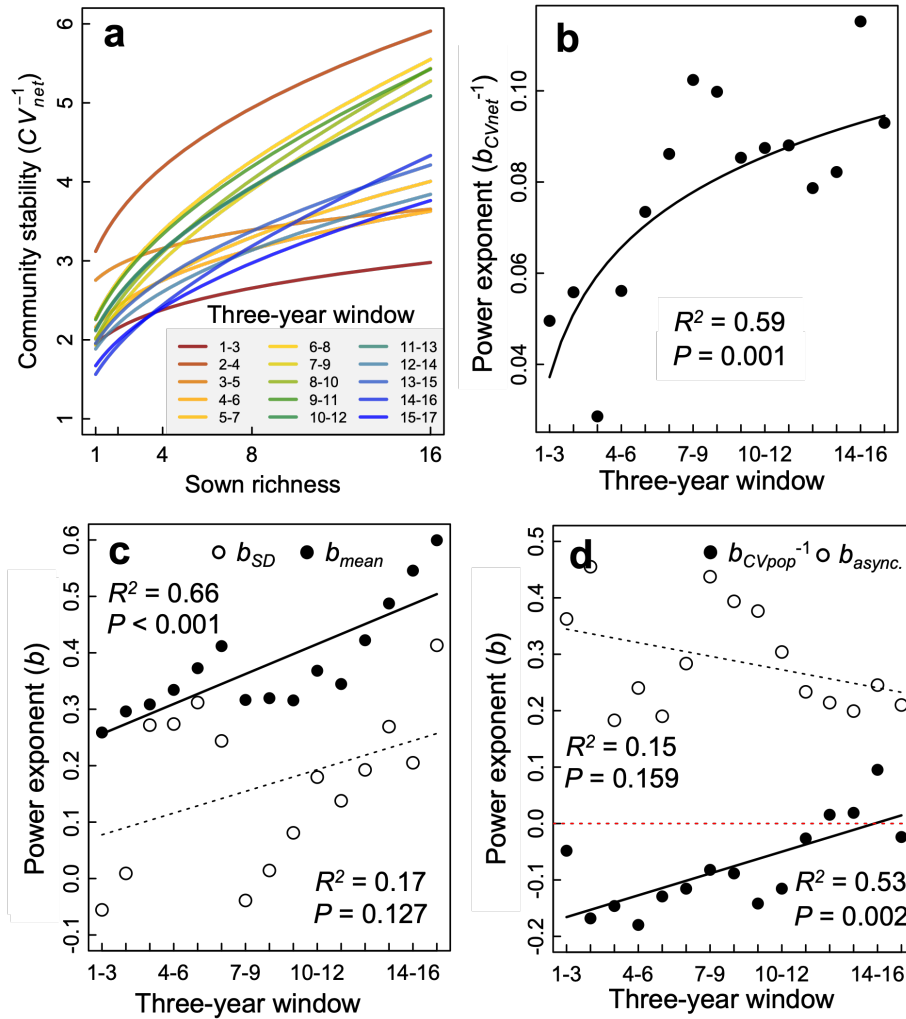 a
6
5
4
3
2
1
Community stability (CV_net^-1)
Three-year window
1-3 6-8 11-13
2-4 7-9 12-14
3-5 8-10 13-15
4-6 9-11 14-16
5-7 10-12 15-17
1 4 8 16
Sown richness
b
0.10
0.08
0.06
0.04
Power exponent (b_CVnet^-1)
R² = 0.59
P = 0.001
1-3 4-6 7-9 10-12 14-16
Three-year window
c
b_SD b_mean
0.6
0.5
0.4
0.3
0.2
0.1
0.0
-0.1
Power exponent (b)
R² = 0.66
P < 0.001
R² = 0.17
P = 0.127
1-3 4-6 7-9 10-12 14-16
Three-year window
d
b_CVpop^-1 b_async.
0.5
0.4
0.3
0.2
0.1
0.0
-0.1
-0.2
Power exponent (b)
R² = 0.15
P = 0.159
R² = 0.53
P = 0.002
1-3 4-6 7-9 10-12 14-16
Three-year window